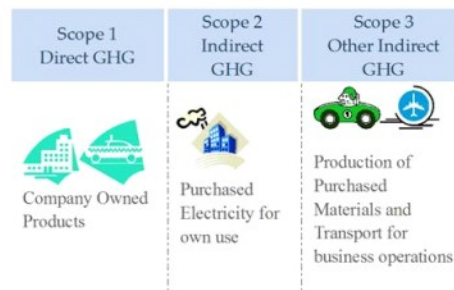 Scope 1
Direct GHG
Scope 2
Indirect
GHG
Scope 3
Other Indirect
GHG
Company Owned
Products
Purchased
Electricity for
own use
Production of
Purchased
Materials and
Transport for
business operations